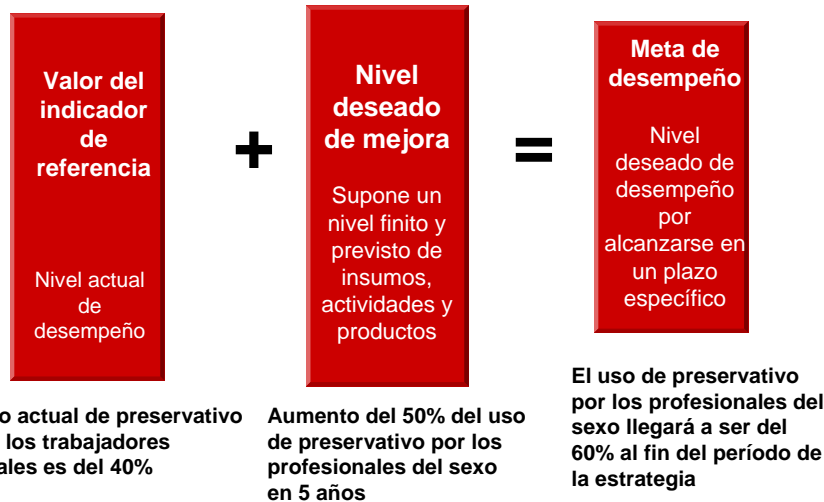 Valor del
indicador
de
referencia
Nivel actual
de
desempeño
+
Nivel
deseado
de mejora
Supone un
nivel finito y
previsto de
insumos,
actividades y
productos
=
Meta de
desempeño
Nivel
deseado de
desempeño
por
alcanzarse en
un plazo
específico
o actual de preservativo
los trabajadores
ales es del 40%
Aumento del 50% del uso
de preservativo por los
profesionales del sexo
en 5 años
El uso de preservativo
por los profesionales del
sexo llegará a ser del
60% al fin del período de
la estrategia